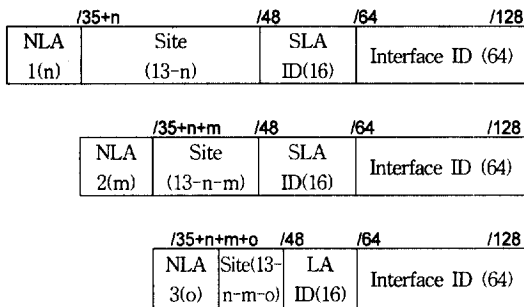 /35+n /48 /64 /128
NLA Site SLA Interface ID (64)
1(n) (13-n) ID(16)
/35+n+m /48 /64 /128
NLA Site SLA Interface ID (64)
2(m) (13-n-m) ID(16)
/35+n+m+o /48 /64 /128
NLA Site(13- LA Interface ID (64)
3(o) n-m-o) ID(16)